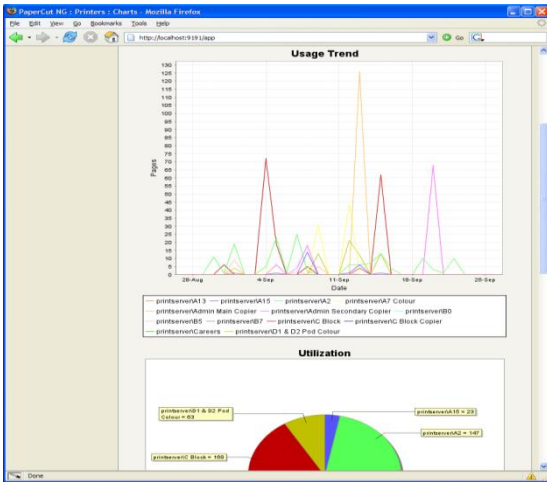 PaperCut NG : Printers : Charts - Mozilla Firefox
File Edit View Go Bookmarks Tools Help
http://localhost:9191/app
Go
Usage Trend
130
125
120
115
110
105
100
95
90
85
80
75
70
65
60
55
50
45
40
35
30
25
20
15
10
5
0
Pages
28-Aug 4-Sep 11-Sep 18-Sep 25-Sep
Date
printserver\A13 printserver\A15 printserver\A2 printserver\A7 Colour
printserver\Admin Main Copier printserver\Admin Secondary Copier printserver\B0
printserver\B5 printserver\B7 printserver\C Block printserver\C Block Copier
printserver\Careers printserver\D1 & D2 Pod Colour
Utilization
printserver\D1 & D2 Pod
Colour = 63
printserver\A15 = 23
printserver\A2 = 147
printserver\C Block =
Done